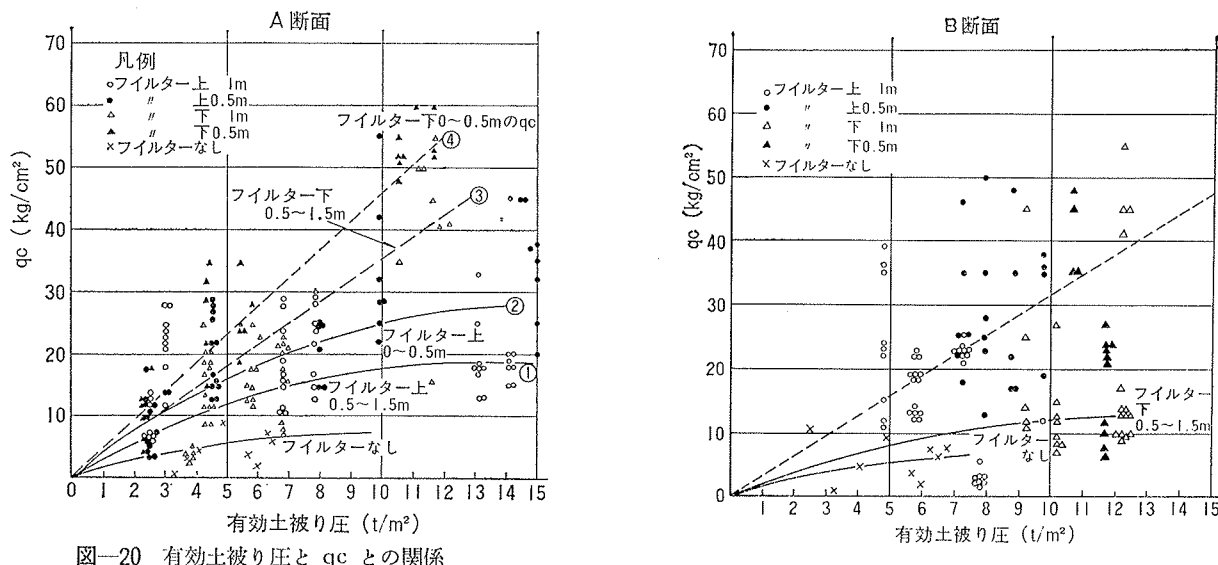 A断面
70
60
50
40
30
20
10
0
qc (kg/cm²)
凡例
○フイルター上 1m
● 〃 上0.5m
△ 〃 下 1m
▲ 〃 下0.5m
×フイルターなし
フイルター下0〜0.5mのqc
④
フイルター下
0.5〜1.5m
③
②
フイルター上
0〜0.5m
①
フイルター上
0.5〜1.5m
フイルターなし
0 1 2 3 4 5 6 7 8 9 10 11 12 13 14 15
有効土被り圧 (t/m²)
図—20 有効土被り圧と qc との関係
B断面
70
60
50
40
30
20
10
0
qc (kg/cm²)
○フイルター上 1m
● 〃 上0.5m
△ 〃 下 1m
▲ 〃 下0.5m
×フイルターなし
フイルター
下
0.5〜1.5m
フイルター
なし
1 2 3 4 5 6 7 8 9 10 11 12 13 14 15
有効土被り圧 (t/m²)